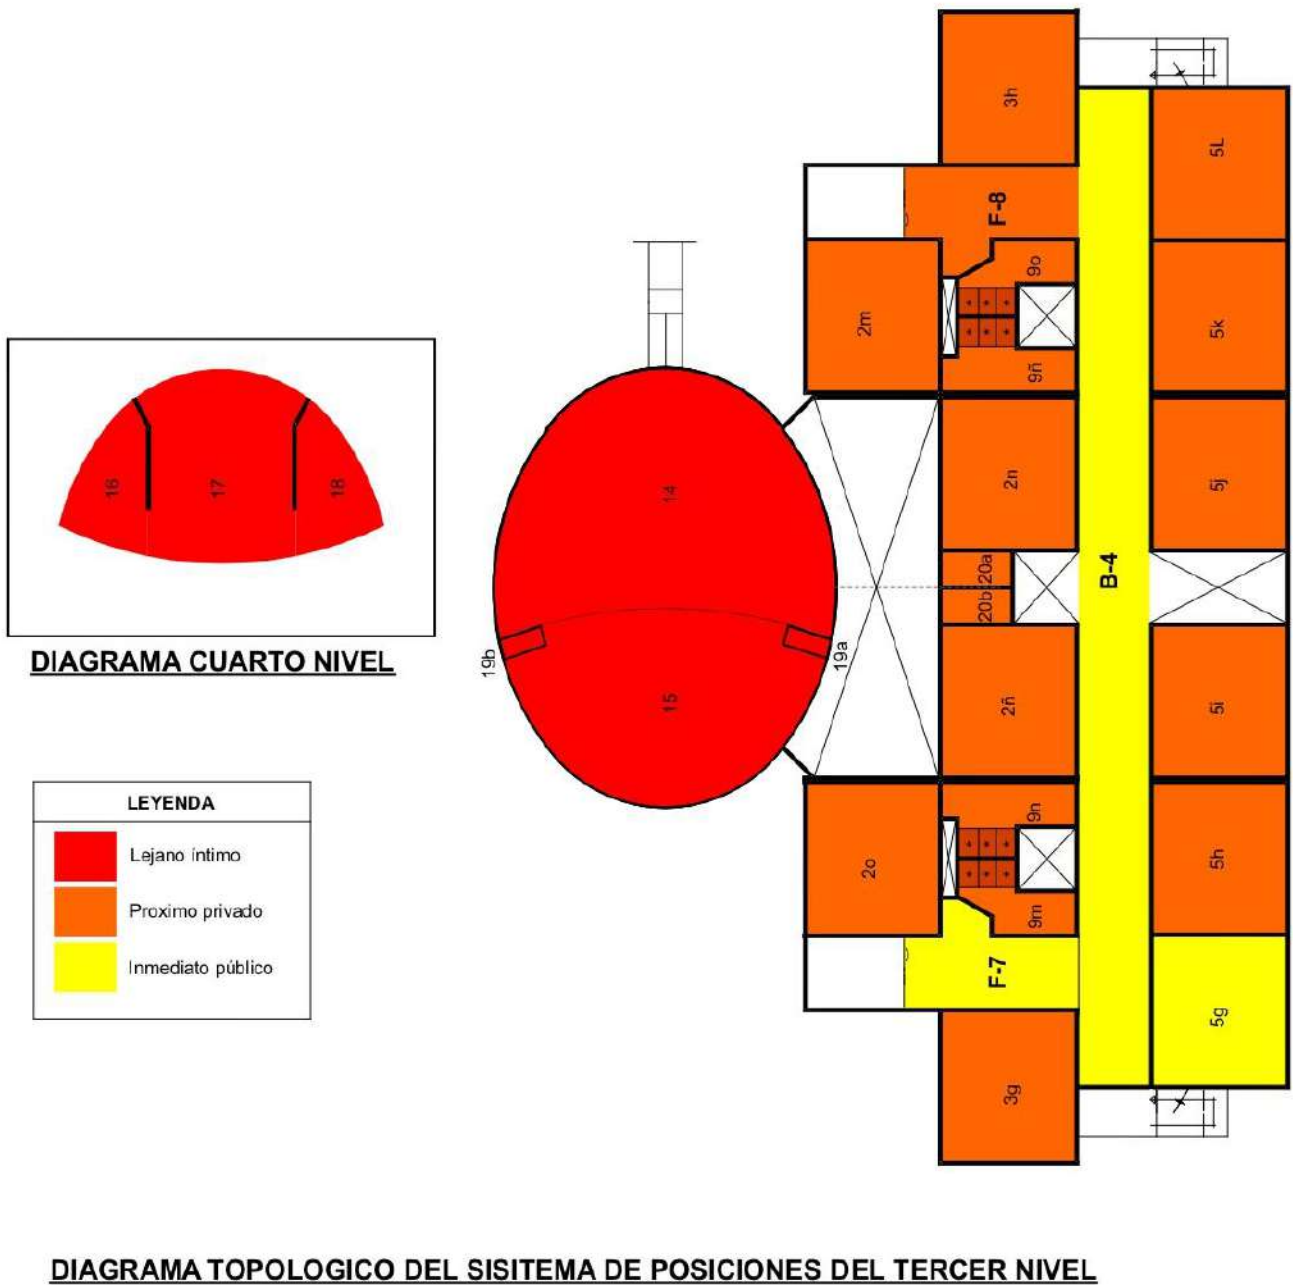 3h
5L
F-8
9o
2m
5k
9ñ
14
2n
5j
16
17
18
20a
B-4
20b
DIAGRAMA CUARTO NIVEL
19b
19a
15
2ñ
5i
LEYENDA
Lejano íntimo
Proximo privado
Inmediato público
9n
2o
5h
9m
F-7
5g
3g
DIAGRAMA TOPOLOGICO DEL SISITEMA DE POSICIONES DEL TERCER NIVEL